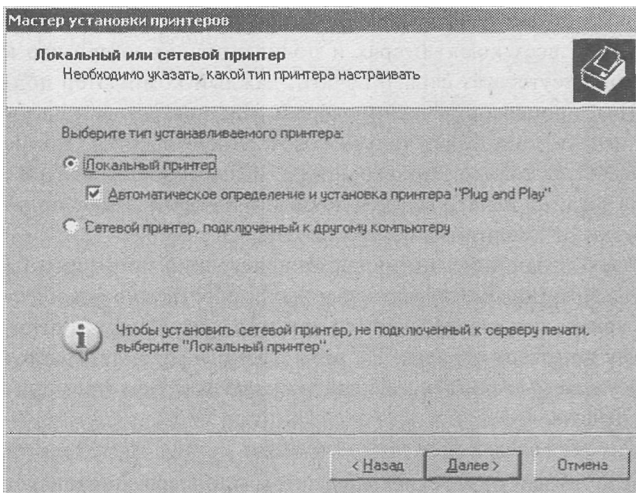 Мастер установки принтеров
Локальный или сетевой принтер
Необходимо указать, какой тип принтера настраивать
Выберите тип устанавливаемого принтера:
Локальный принтер
Автоматическое определение и установка принтера "Plug and Play"
Сетевой принтер, подключенный к другому компьютеру
Чтобы установить сетевой принтер, не подключенный к серверу печати,
выберите "Локальный принтер".
< Назад
Далее >
Отмена